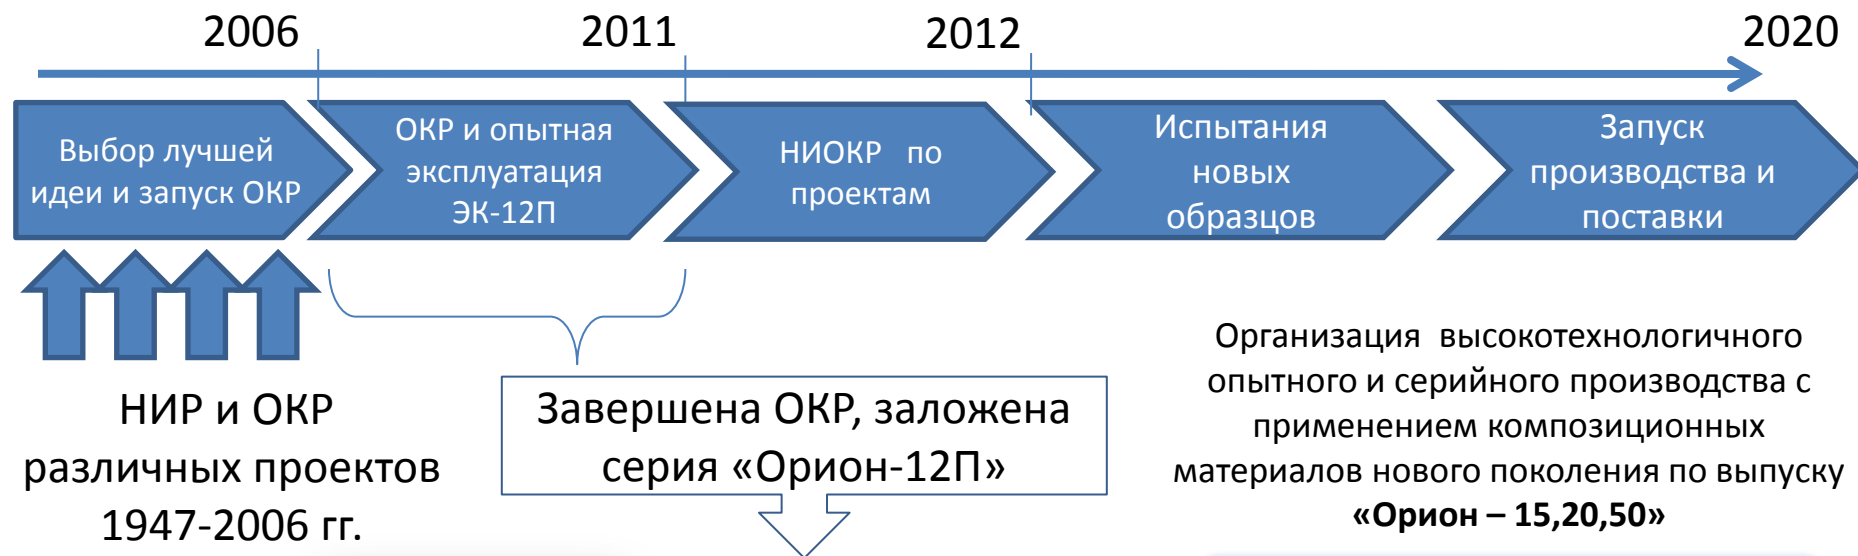 2006
2011
2012
2020
Выбор лучшей
идеи и запуск ОКР
ОКР и опытная
эксплуатация
ЭК-12П
НИОКР по
проектам
Испытания
новых
образцов
Запуск
производства и
поставки
НИР и ОКР
различных проектов
1947-2006 гг.
Завершена ОКР, заложена
серия «Орион-12П»
Организация высокотехнологичного
опытного и серийного производства с
применением композиционных
материалов нового поколения по выпуску
«Орион – 15,20,50»